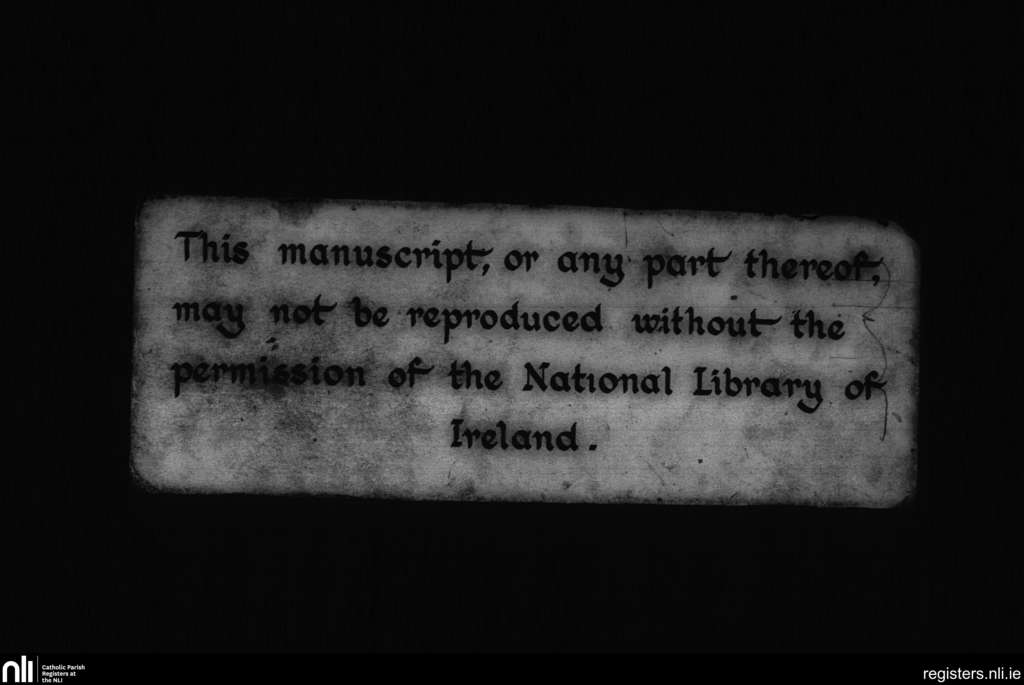 This manuscript, or any part thereof,
may not be reproduced without the
permission of the National Library of
Ireland.
nli
Catholic Parish
Registers at
the NLI
registers.nli.ie